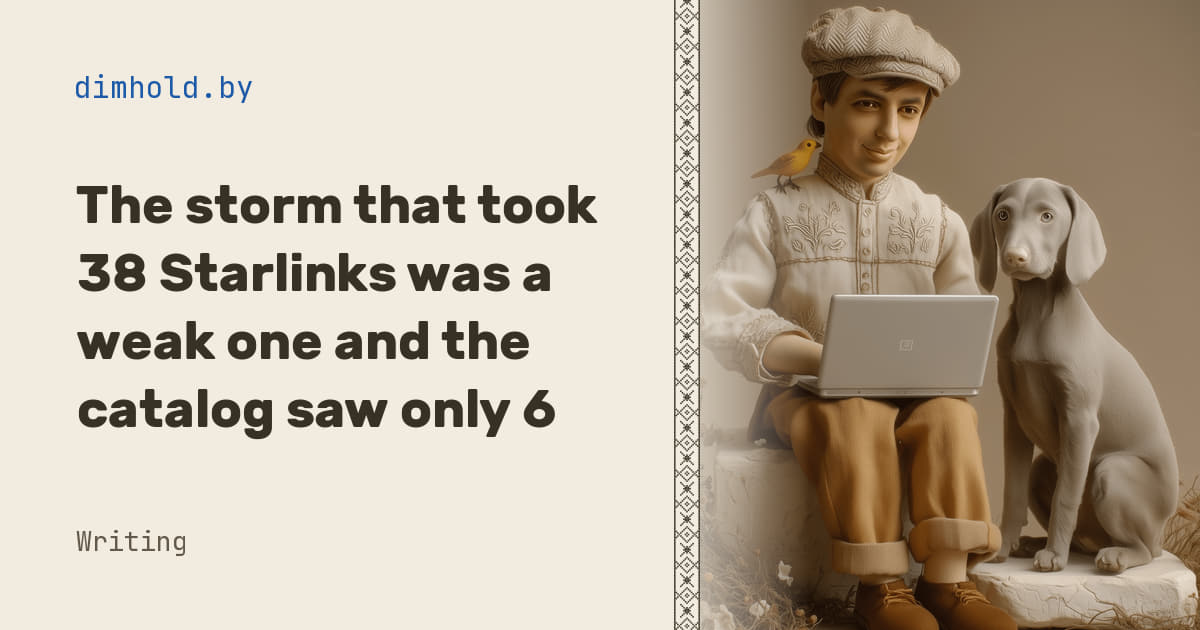 dimhold.by
The storm that took
38 Starlinks was a
weak one and the
catalog saw only 6
Writing